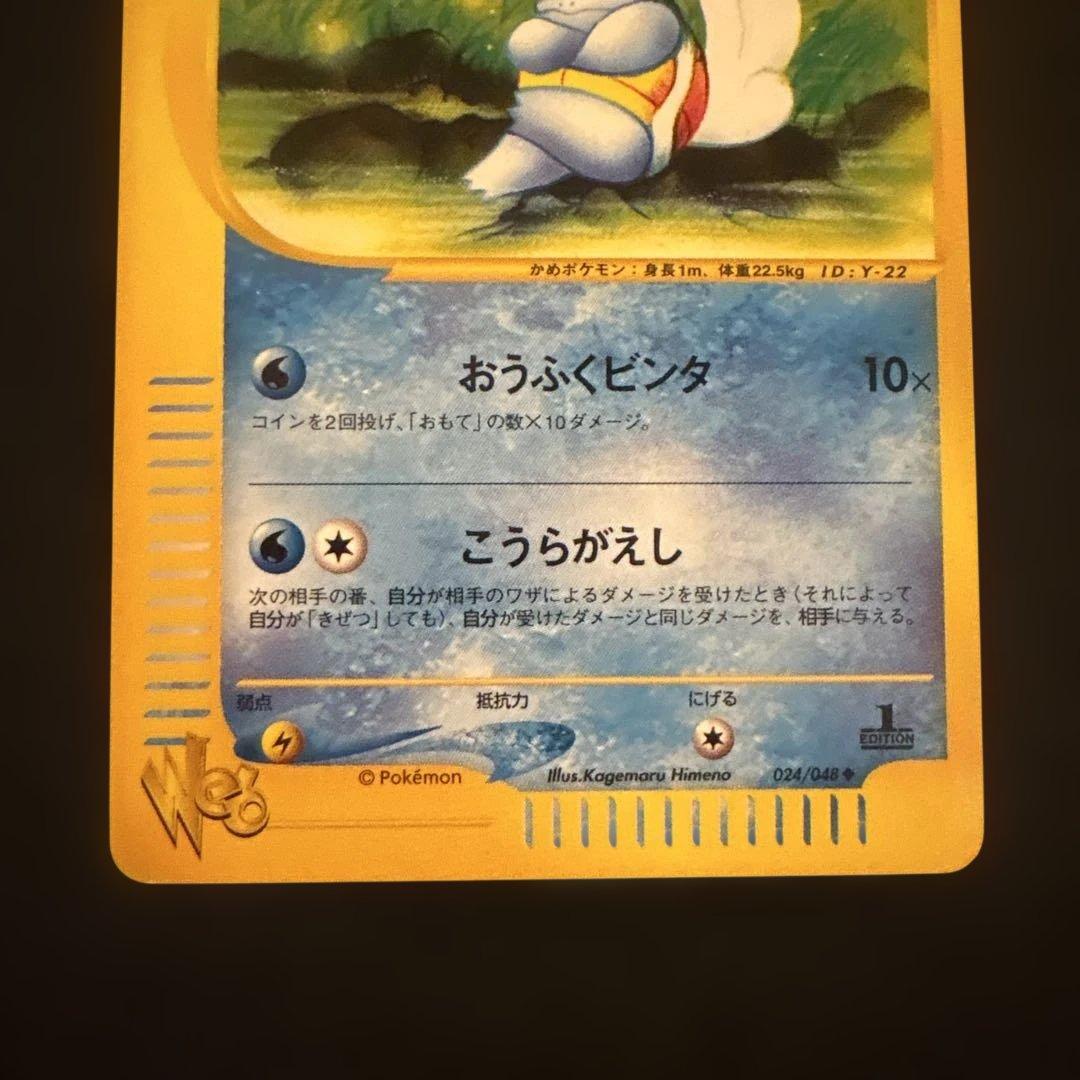 かめポケモン：身長1m、体重22.5kg ID:Y-22
おうふくビンタ 10×
コインを2回投げ、「おもて」の数×10ダメージ。
こうらがえし
次の相手の番、自分が相手のワザによるダメージを受けたとき（それによって
自分が「きぜつ」しても）、自分が受けたダメージと同じダメージを、相手に与える。
弱点 抵抗力 にげる
1 EDITION
©Pokémon Illus.Kagemaru Himeno 024/048◆
Web